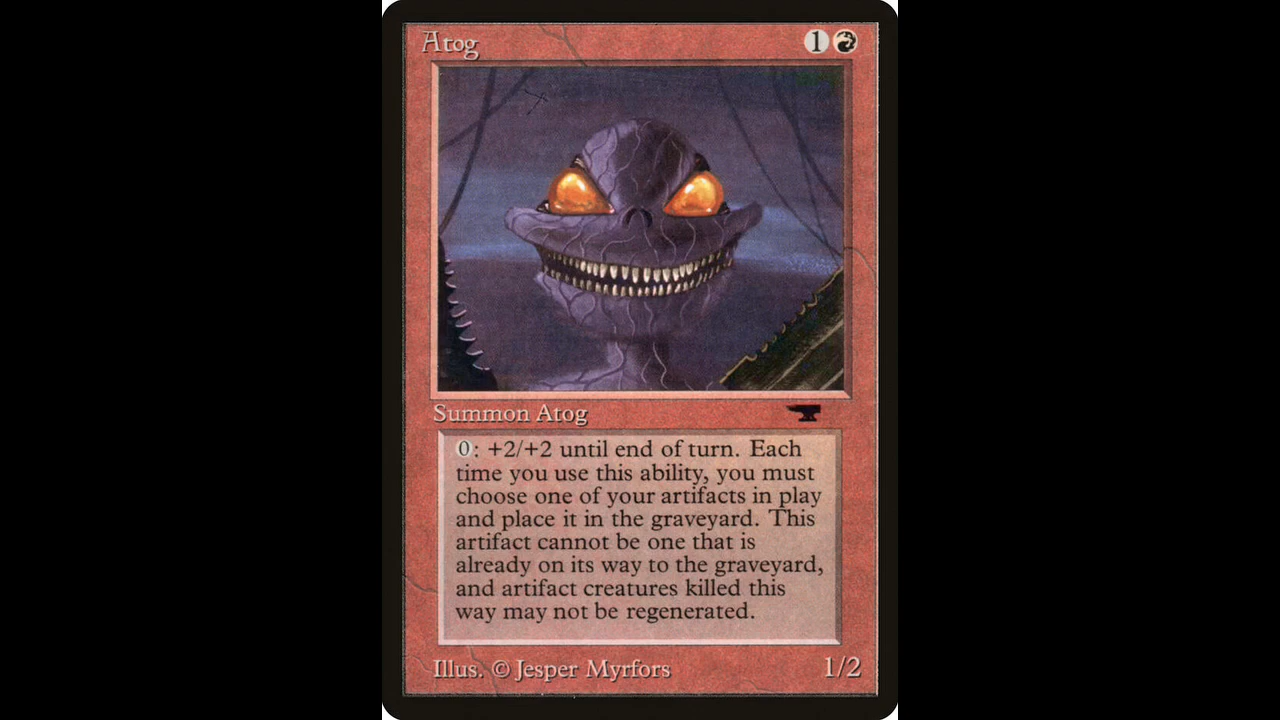 Atog 1
Summon Atog
0: +2/+2 until end of turn. Each
time you use this ability, you must
choose one of your artifacts in play
and place it in the graveyard. This
artifact cannot be one that is
already on its way to the graveyard,
and artifact creatures killed this
way may not be regenerated.
Illus. © Jesper Myrfors 1/2